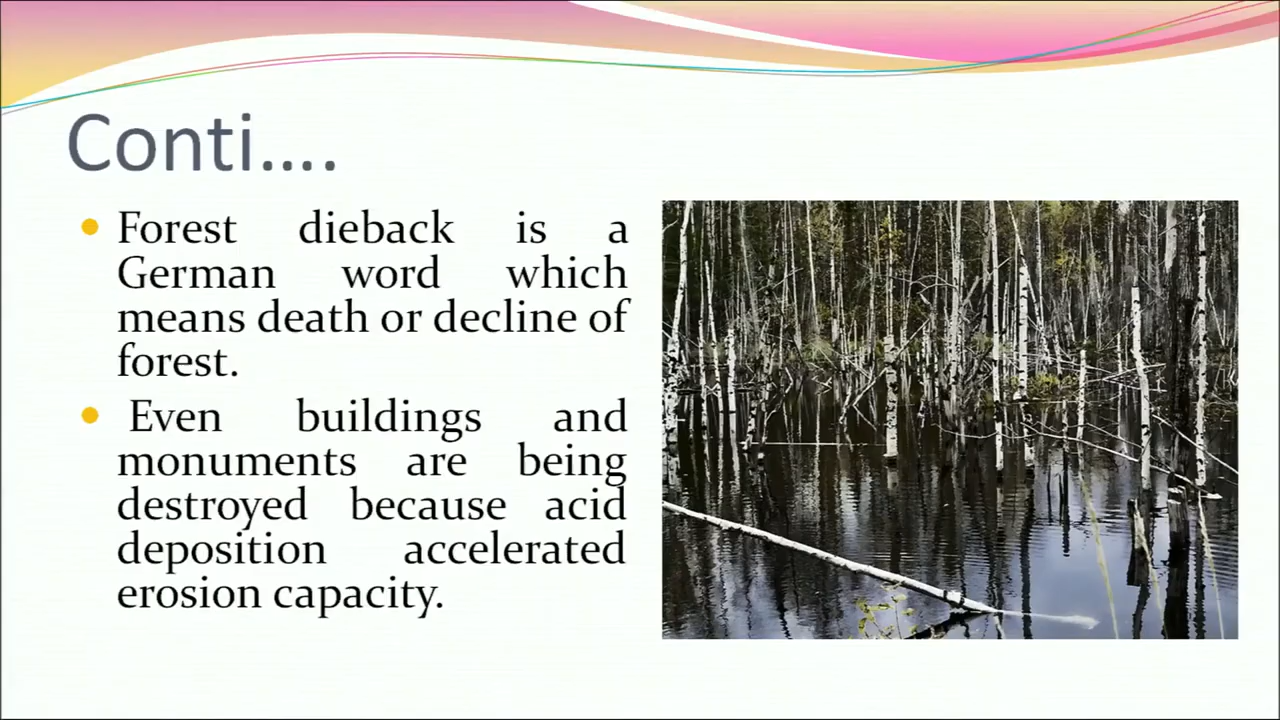 Conti....
Forest dieback is a
German word which
means death or decline of
forest.
Even buildings and
monuments are being
destroyed because acid
deposition accelerated
erosion capacity.